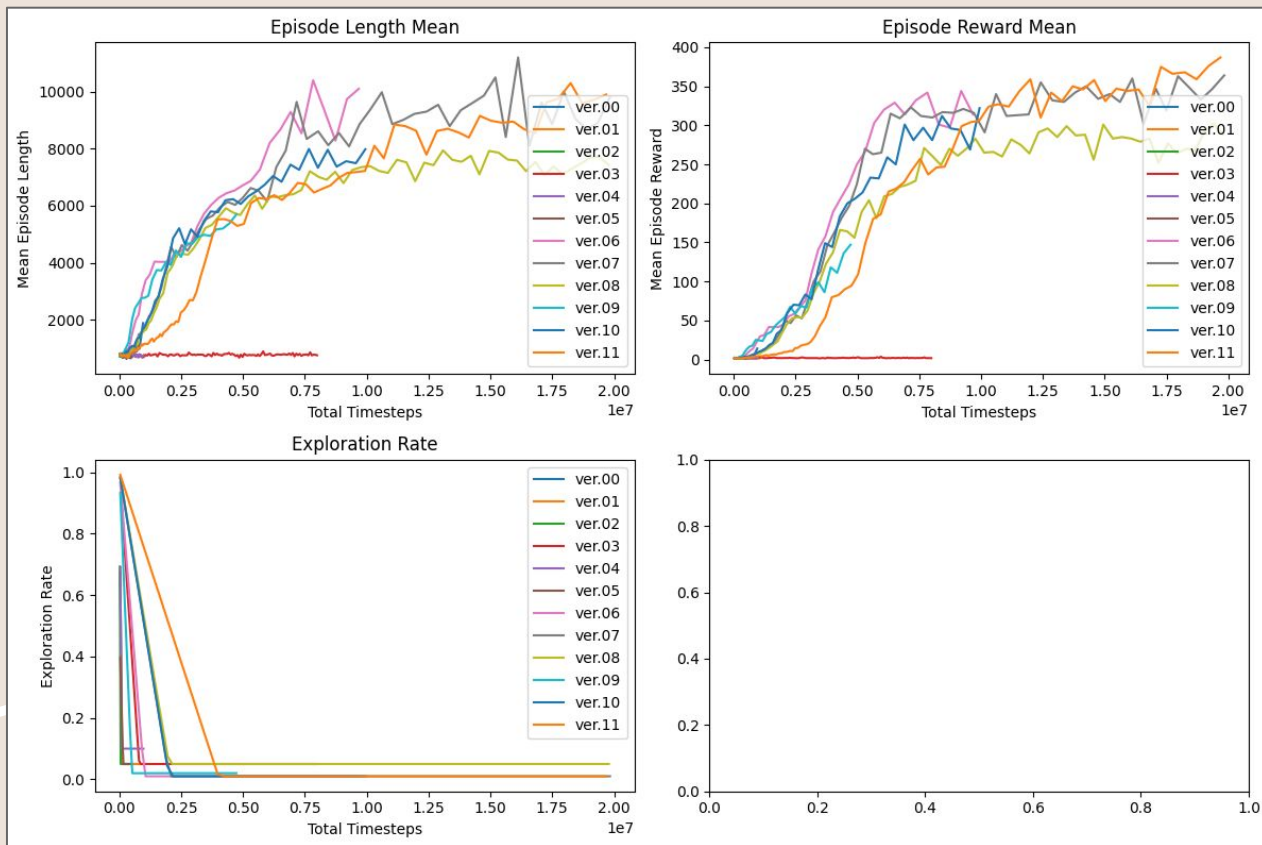 Episode Length Mean
Mean Episode Length
10000
8000
6000
4000
2000
0.00 0.25 0.50 0.75 1.00 1.25 1.50 1.75 2.00
1e7
Total Timesteps
ver.00
ver.01
ver.02
ver.03
ver.04
ver.05
ver.06
ver.07
ver.08
ver.09
ver.10
ver.11
Episode Reward Mean
Mean Episode Reward
400
350
300
250
200
150
100
50
0
0.00 0.25 0.50 0.75 1.00 1.25 1.50 1.75 2.00
1e7
Total Timesteps
ver.00
ver.01
ver.02
ver.03
ver.04
ver.05
ver.06
ver.07
ver.08
ver.09
ver.10
ver.11
Exploration Rate
Exploration Rate
1.0
0.8
0.6
0.4
0.2
0.0
0.00 0.25 0.50 0.75 1.00 1.25 1.50 1.75 2.00
1e7
Total Timesteps
ver.00
ver.01
ver.02
ver.03
ver.04
ver.05
ver.06
ver.07
ver.08
ver.09
ver.10
ver.11
1.0
0.8
0.6
0.4
0.2
0.0
0.0 0.2 0.4 0.6 0.8 1.0